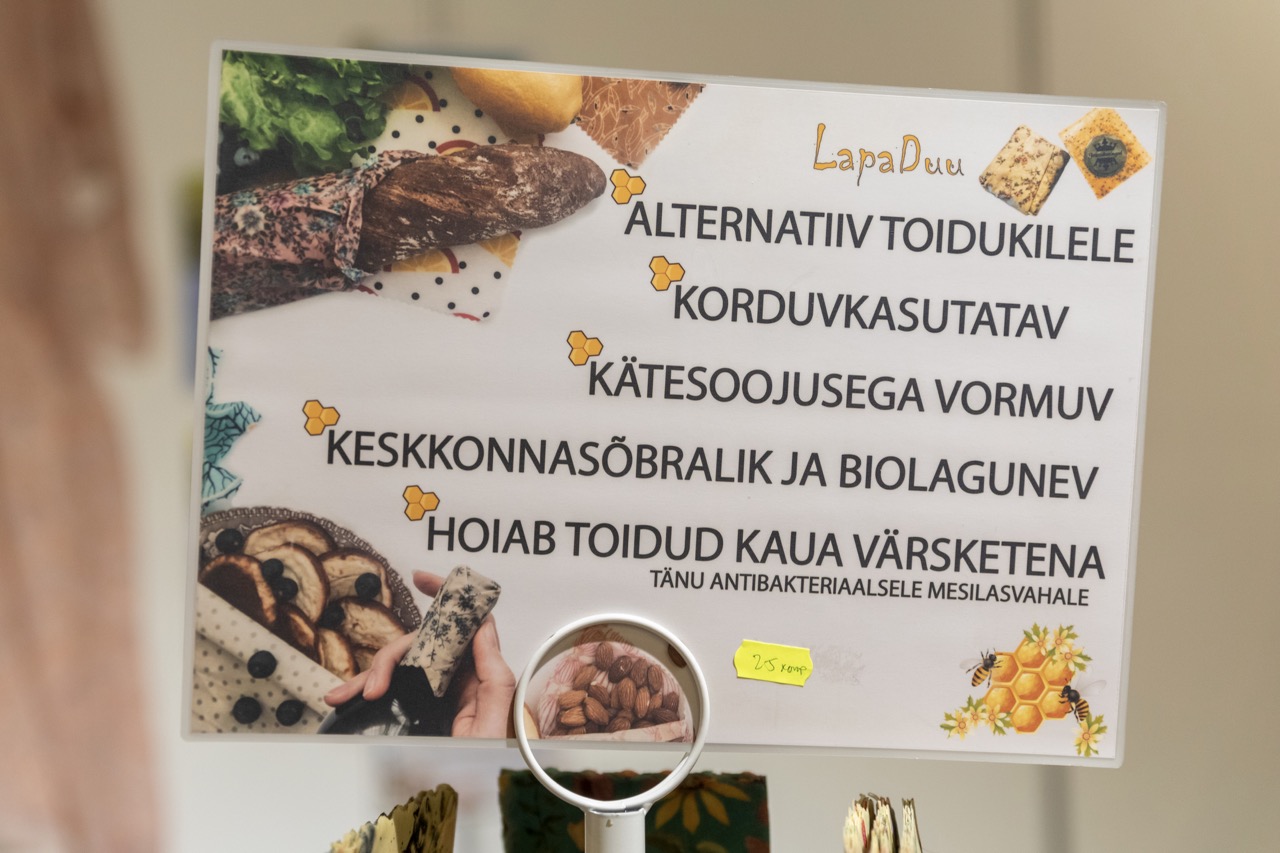 LapaDuu
ALTERNATIIV TOIDUKILELE
KORDUVKASUTATAV
KÄTESOOJUSEGA VORMUV
KESKKONNASÕBRALIK JA BIOLAGUNEV
HOIAB TOIDUD KAUA VÄRSKETENA
TÄNU ANTIBAKTERIAALSELE MESILASVAHALE